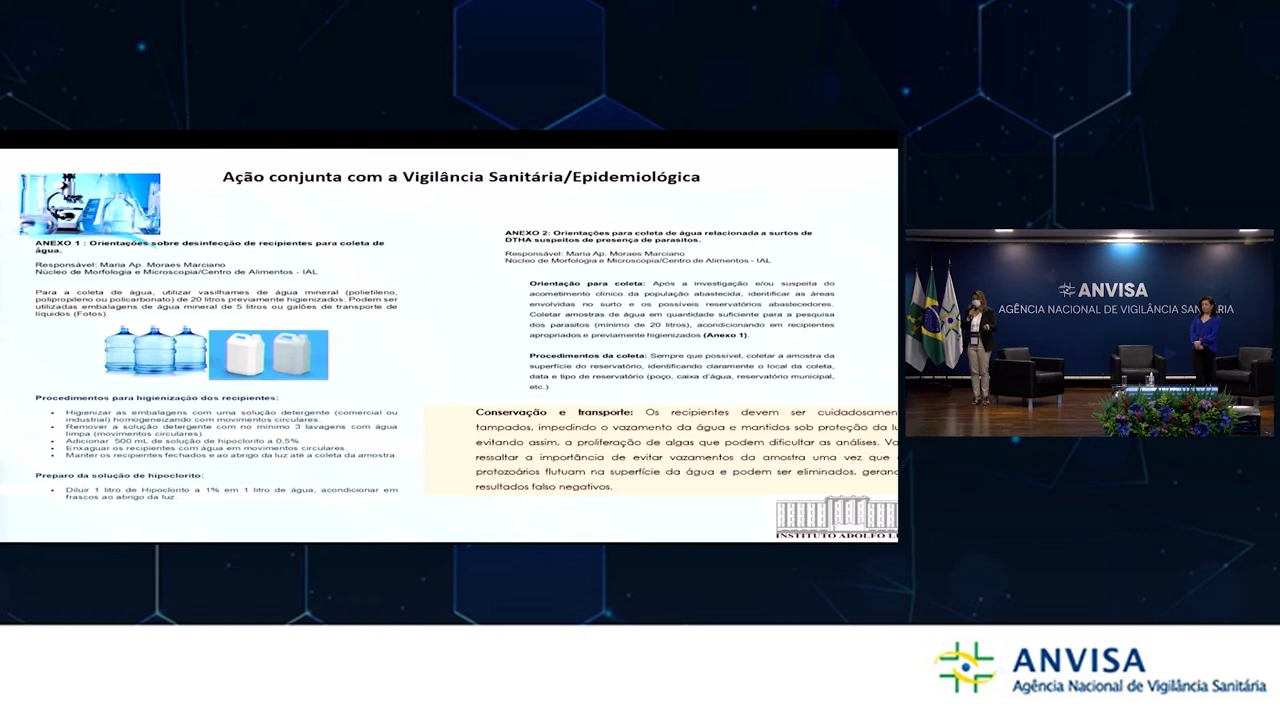 Ação conjunta com a Vigilância Sanitária/Epidemiológica
ANEXO 1 : Orientações sobre desinfecção de recipientes para coleta de
água.
Responsável: Maria Ap. Moraes Marciano
Núcleo de Morfologia e Microscopia/Centro de Alimentos - IAL
Para a coleta de água, utilizar vasilhames de água mineral (polietileno,
polipropileno ou policarbonato) de 20 litros previamente higienizados. Podem ser
utilizadas embalagens de água mineral de 5 litros ou galões de transporte de
líquidos (Fotos).
Procedimentos para higienização dos recipientes:
• Higienizar as embalagens com uma solução detergente (comercial ou
industrial) homogeneizando com movimentos circulares.
• Remover a solução detergente com no mínimo 3 lavagens com água
limpa (movimentos circulares).
• Adicionar 500 mL de solução de hipoclorito a 0,5%.
• Enxaguar os recipientes com água em movimentos circulares.
• Manter os recipientes fechados e ao abrigo da luz até a coleta da amostra.
Preparo da solução de hipoclorito:
• Diluir 1 litro de Hipoclorito a 1% em 1 litro de água, acondicionar em
frascos ao abrigo da luz.
ANEXO 2: Orientações para coleta de água relacionada a surtos de
DTHA suspeitos de presença de parasitos.
Responsável: Maria Ap. Moraes Marciano
Núcleo de Morfologia e Microscopia/Centro de Alimentos - IAL
Orientação para coleta: Após a investigação e/ou suspeita do
acometimento clínico da população abastecida, identificar as áreas
envolvidas no surto e os possíveis reservatórios abastecedores.
Coletar amostras de água em quantidade suficiente para a pesquisa
dos parasitos (mínimo de 20 litros), acondicionando em recipientes
apropriados e previamente higienizados (Anexo 1).
Procedimentos da coleta: Sempre que possível, coletar a amostra da
superfície do reservatório, identificando claramente o local da coleta,
data e tipo de reservatório (poço, caixa d'água, reservatório municipal,
etc.)
Conservação e transporte: Os recipientes devem ser cuidadosamen
tampados, impedindo o vazamento da água e mantidos sob proteção da lu
evitando assim, a proliferação de algas que podem dificultar as análises. Va
ressaltar a importância de evitar vazamentos da amostra uma vez que
protozoários flutuam na superfície da água e podem ser eliminados, geranc
resultados falso negativos.
INSTITUTO ADOLFO LU
ANVISA
AGÊNCIA NACIONAL DE VIGILÂNCIA SANITÁRIA
ANVISA
Agência Nacional de Vigilância Sanitária